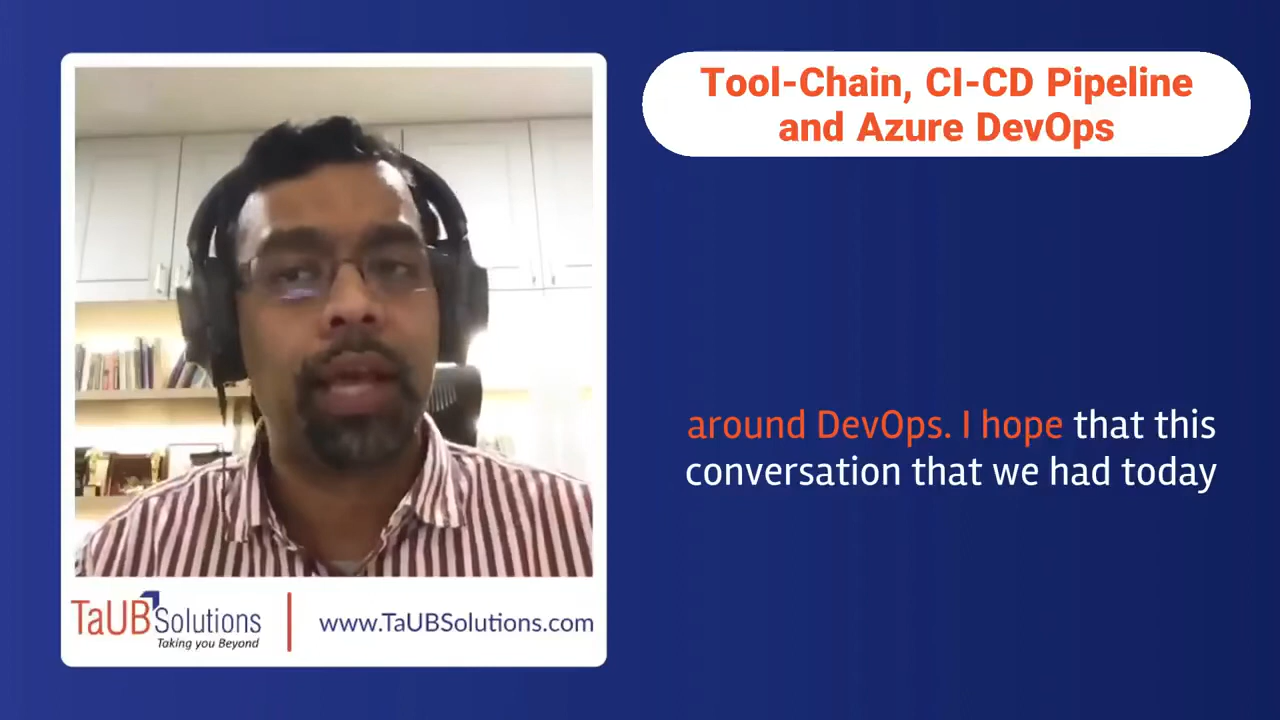 Tool-Chain, CI-CD Pipeline
and Azure DevOps
around DevOps. I hope that this
conversation that we had today
TaUB Solutions
Taking you Beyond
www.TaUBSolutions.com